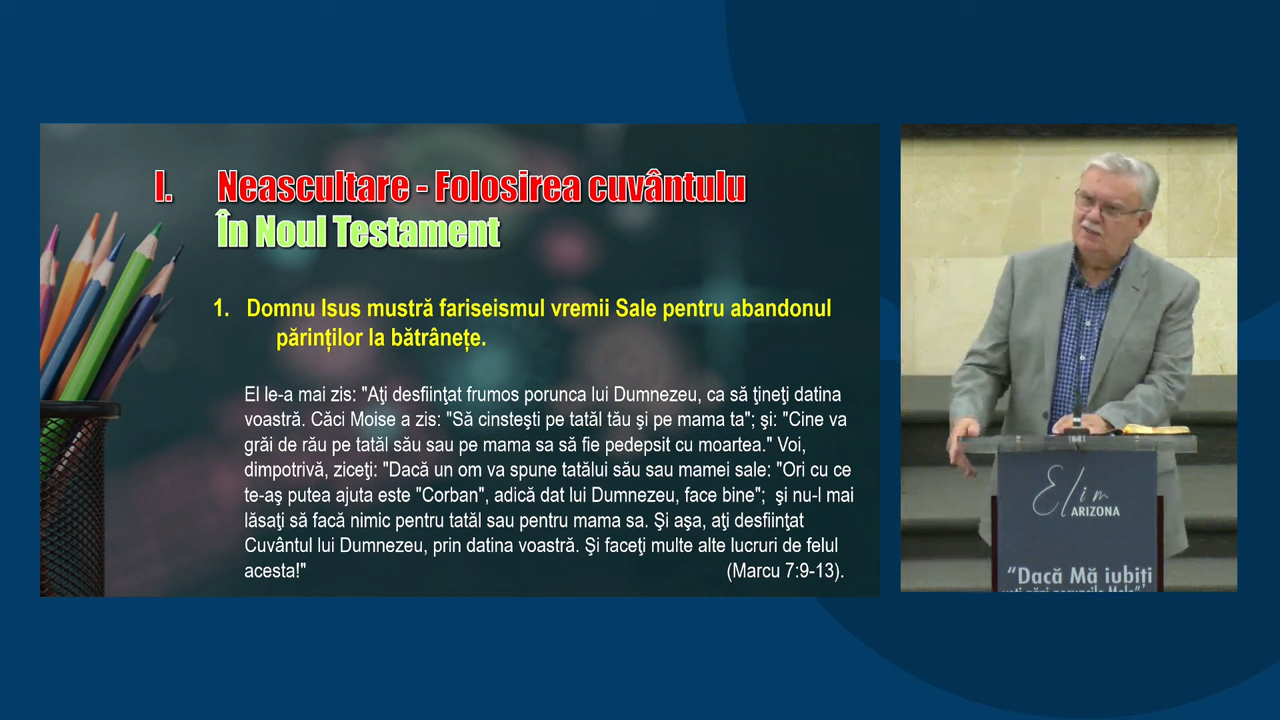 I. Neascultare - Folosirea cuvântulu
În Noul Testament
1. Domnu Isus mustră fariseismul vremii Sale pentru abandonul
părinților la bătrânețe.
El le-a mai zis: "Aţi desfiinţat frumos porunca lui Dumnezeu, ca să ţineţi datina
voastră. Căci Moise a zis: "Să cinsteşti pe tatăl tău şi pe mama ta"; şi: "Cine va
grăi de rău pe tatăl său sau pe mama sa să fie pedepsit cu moartea." Voi,
dimpotrivă, ziceţi: "Dacă un om va spune tatălui său sau mamei sale: "Ori cu ce
te-aş putea ajuta este "Corban", adică dat lui Dumnezeu, face bine"; şi nu-l mai
lăsaţi să facă nimic pentru tatăl sau pentru mama sa. Şi aşa, aţi desfiinţat
Cuvântul lui Dumnezeu, prin datina voastră. Şi faceţi multe alte lucruri de felul
acesta!" (Marcu 7:9-13).
Elim
ARIZONA
"Dacă Mă iubiți